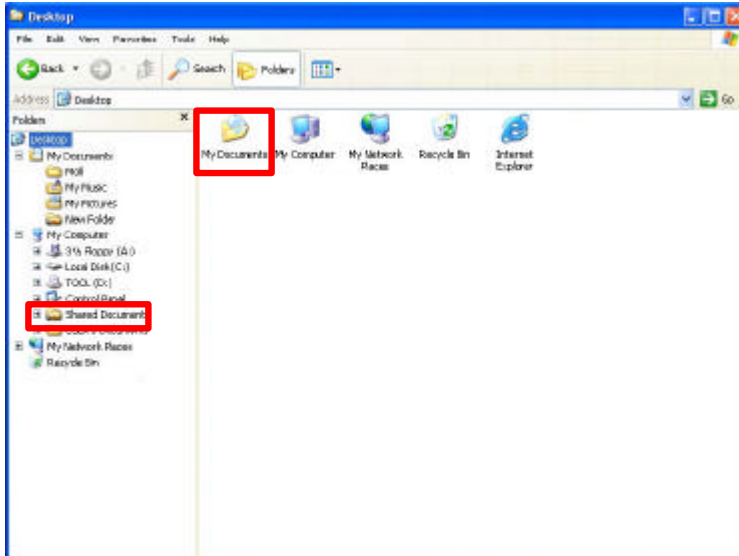 Desktop
File Edit View Favorites Tools Help
Back Search Folders
Address Desktop Go
Folders
Desktop
My Documents
My Music
My Pictures
New Folder
My Computer
3½ Floppy (A:)
Local Disk (C:)
TOOL (D:)
Control Panel
Shared Document
My Network Places
Recycle Bin
My Documents
My Computer
My Network
Places
Recycle Bin
Internet
Explorer